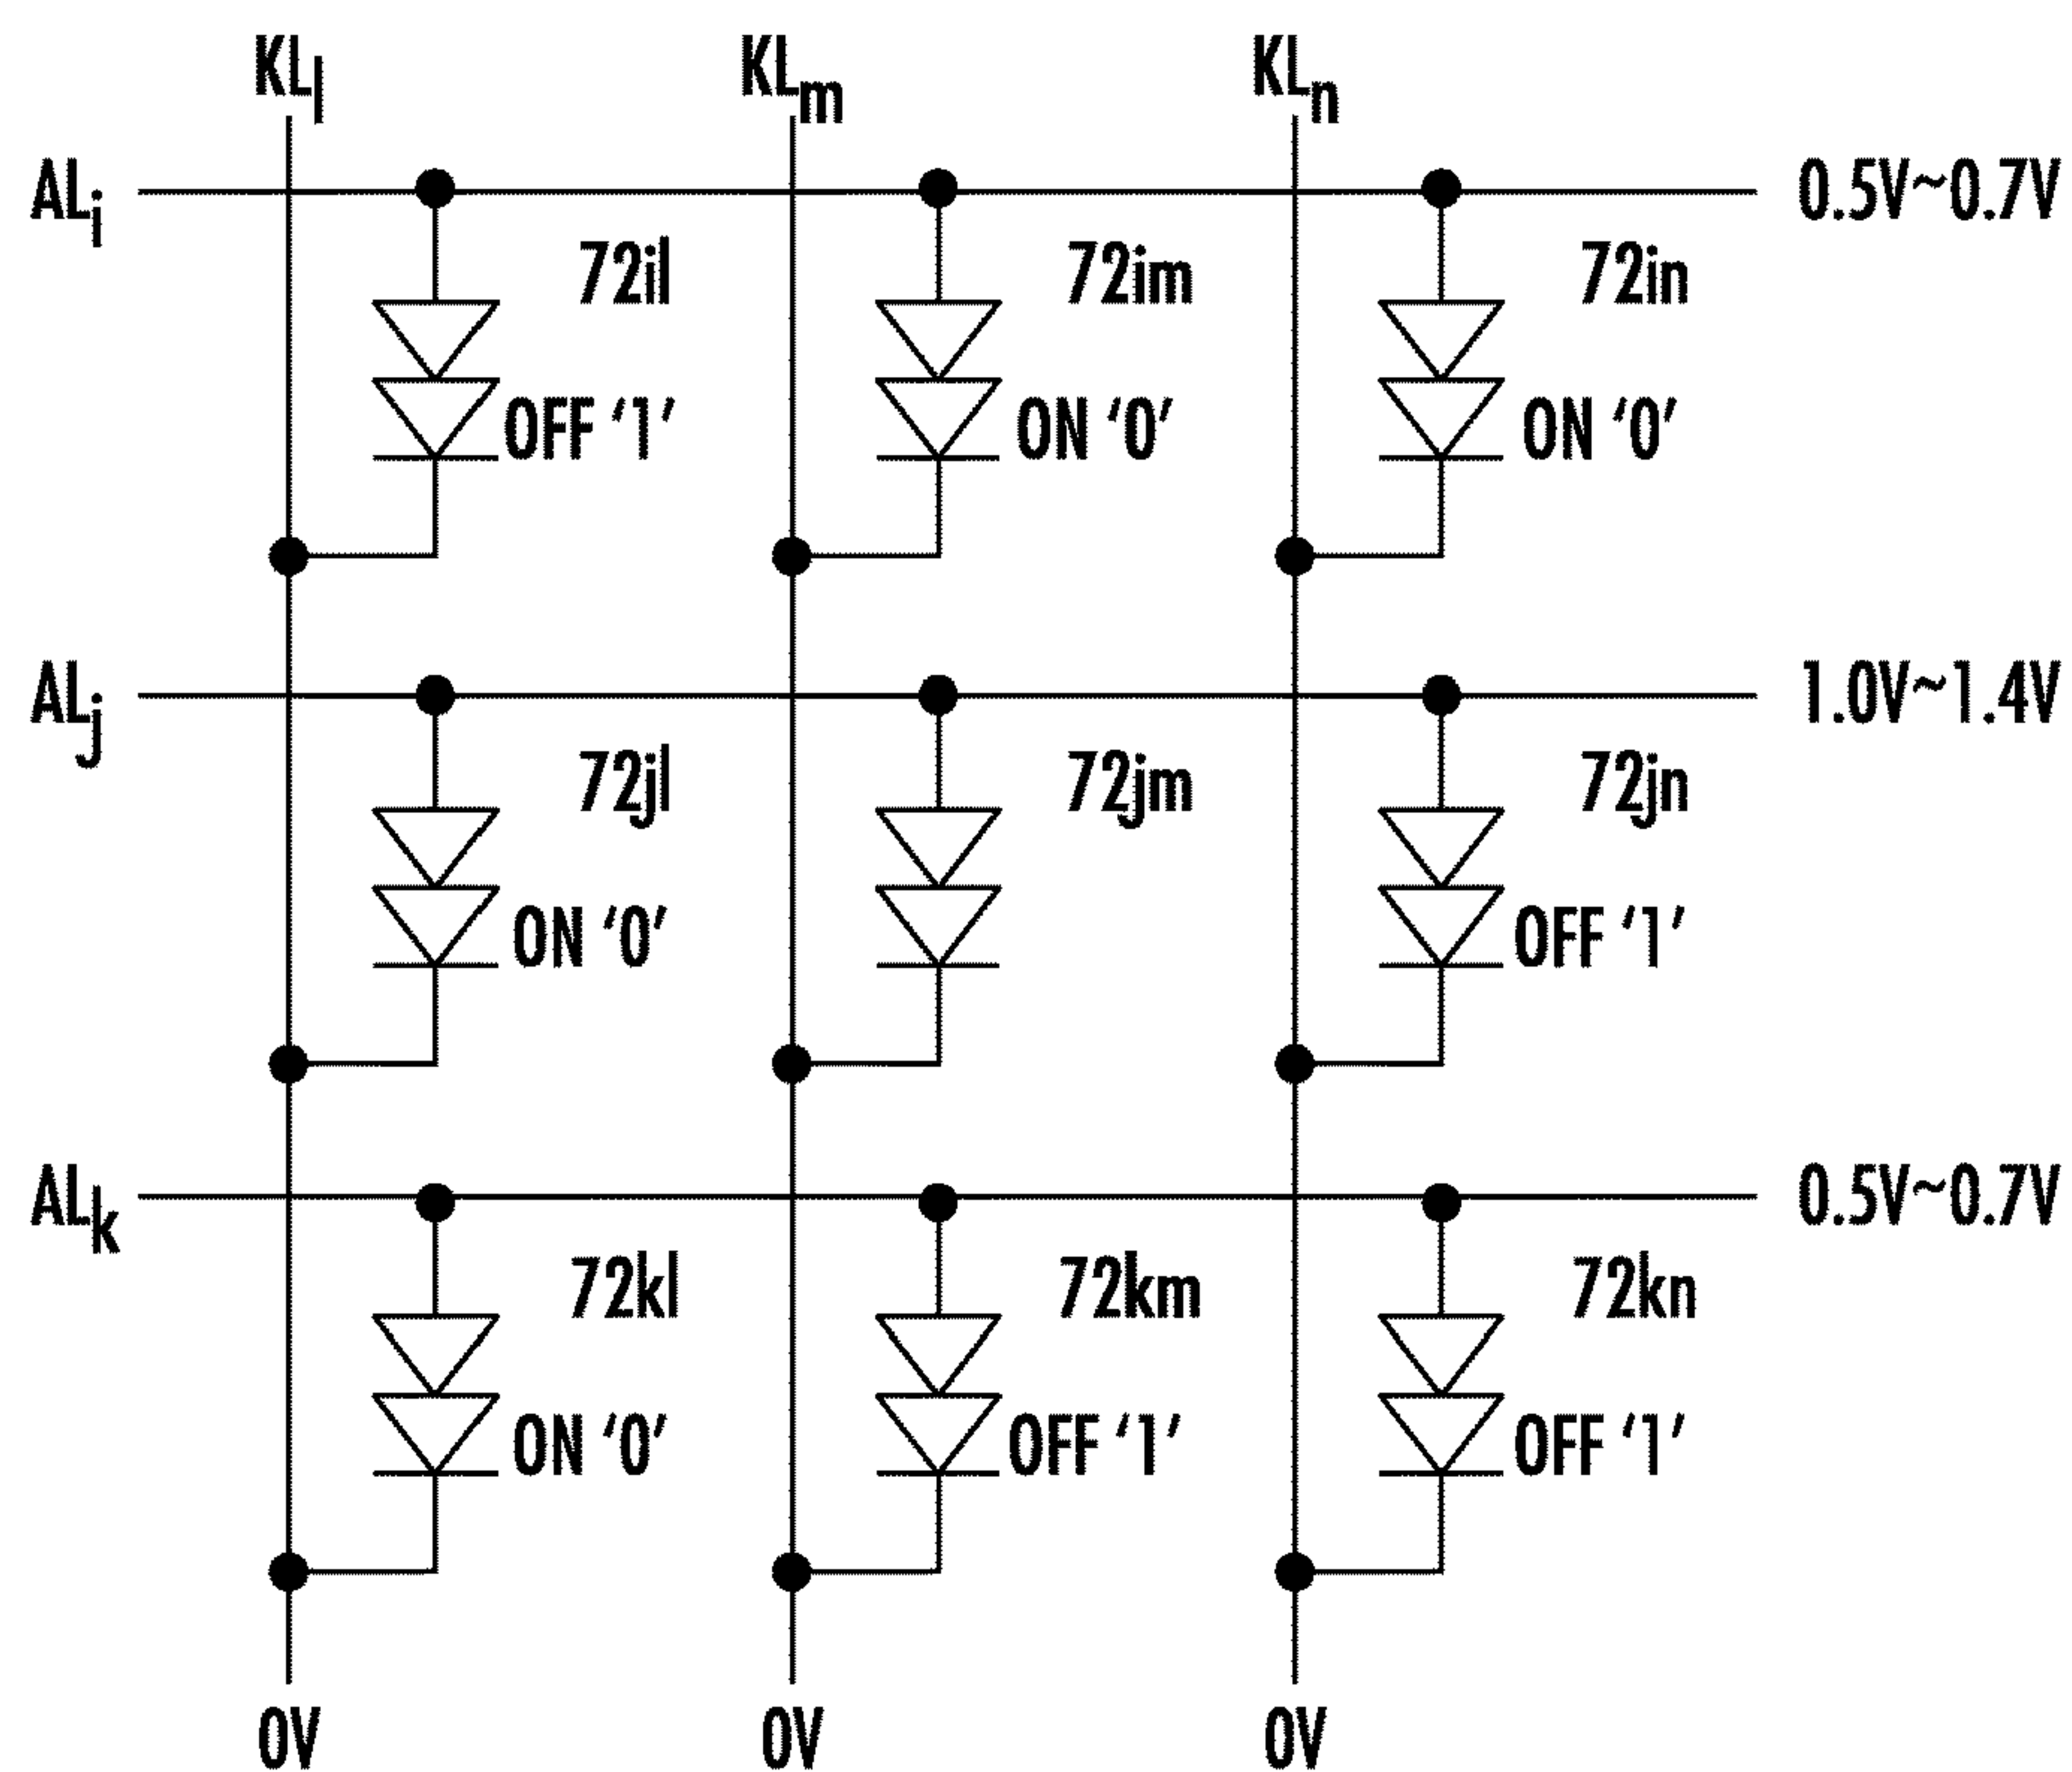 KLl KLm KLn
ALi 0.5V~0.7V
72il 72im 72in
OFF ‘1’ ON ‘0’ ON ‘0’
ALj 1.0V~1.4V
72jl 72jm 72jn
ON ‘0’ OFF ‘1’
ALk 0.5V~0.7V
72kl 72km 72kn
ON ‘0’ OFF ‘1’ OFF ‘1’
0V 0V 0V